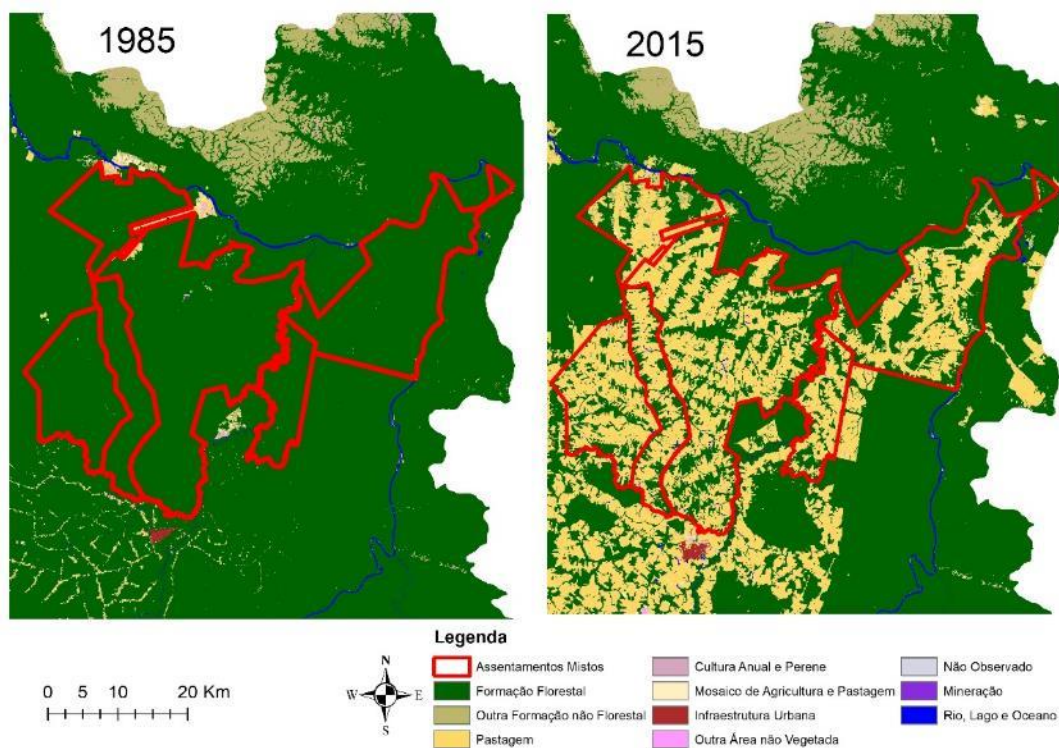 1985
2015
Legenda
Assentamentos Mistos
Formação Florestal
Outra Formação não Florestal
Pastagem
Cultura Anual e Perene
Mosaico de Agricultura e Pastagem
Infraestrutura Urbana
Outra Área não Vegetada
Não Observado
Mineração
Rio, Lago e Oceano
0 5 10 20 Km
N
W E
S